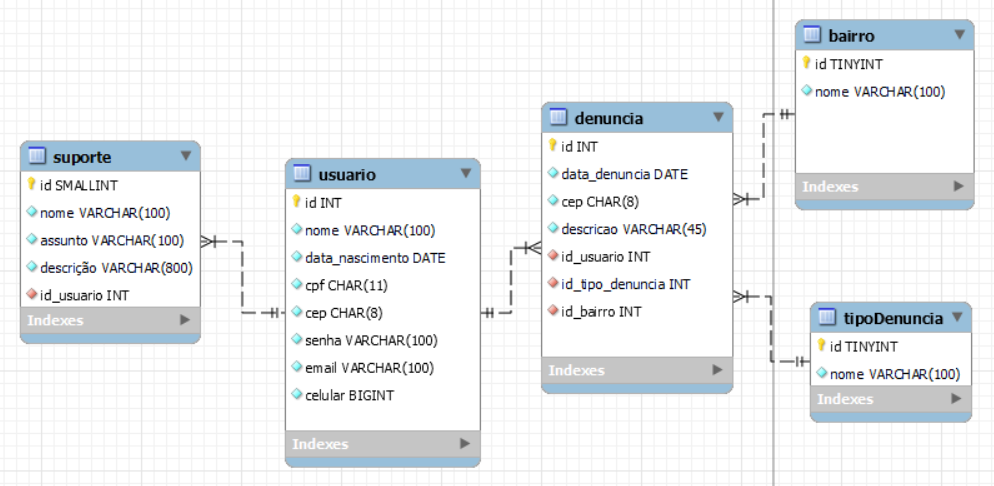 suporte
id SMALLINT
nome VARCHAR(100)
assunto VARCHAR(100)
descrição VARCHAR(800)
id_usuario INT
Indexes
usuario
id INT
nome VARCHAR(100)
data_nascimento DATE
cpf CHAR(11)
cep CHAR(8)
senha VARCHAR(100)
email VARCHAR(100)
celular BIGINT
Indexes
denuncia
id INT
data_denuncia DATE
cep CHAR(8)
descricao VARCHAR(45)
id_usuario INT
id_tipo_denuncia INT
id_bairro INT
Indexes
bairro
id TINYINT
nome VARCHAR(100)
Indexes
tipoDenuncia
id TINYINT
nome VARCHAR(100)
Indexes